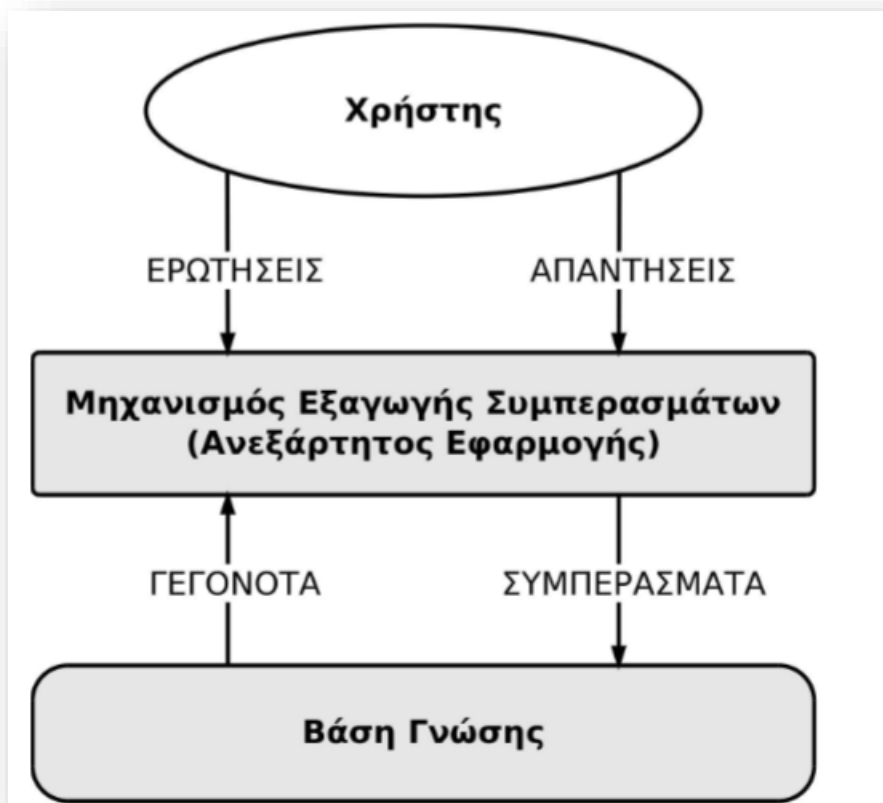 Χρήστης
ΕΡΩΤΗΣΕΙΣ ΑΠΑΝΤΗΣΕΙΣ
Μηχανισμός Εξαγωγής Συμπερασμάτων
(Ανεξάρτητος Εφαρμογής)
ΓΕΓΟΝΟΤΑ ΣΥΜΠΕΡΑΣΜΑΤΑ
Βάση Γνώσης